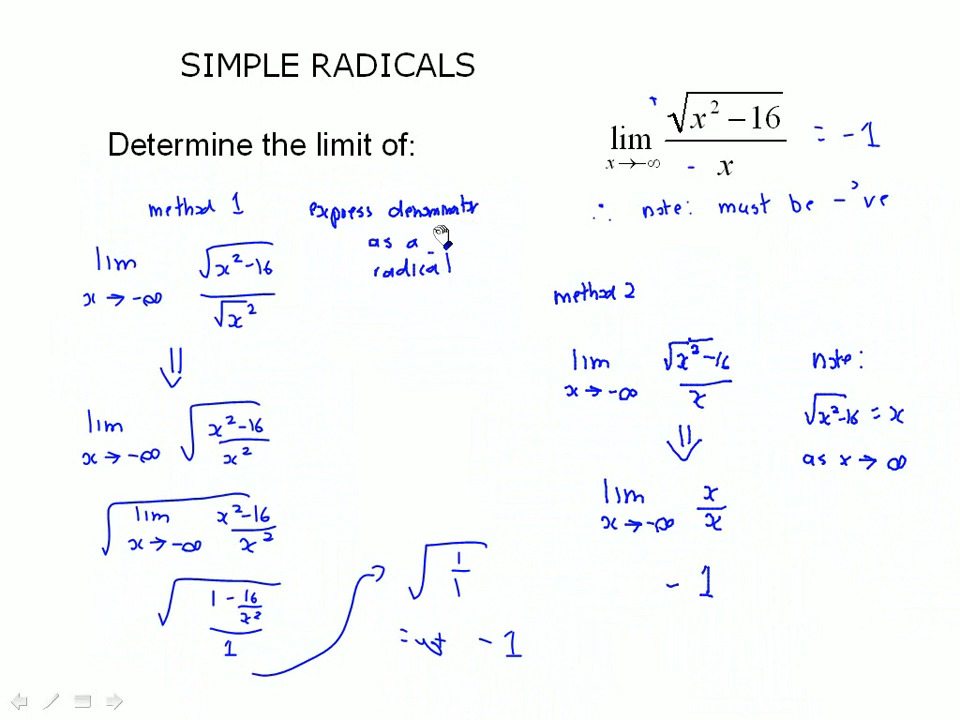 SIMPLE RADICALS
Determine the limit of:
lim x→-∞ √(x² - 16) / x = -1
∴ note: must be -'ve
method 1
express denominator
as a
radical
lim x→-∞ √(x²-16) / √x²
⇓
lim x→-∞ √((x²-16)/x²)
√(lim x→-∞ (x²-16)/x²)
√((1 - 16/x²)/1)
√(1/1)
= - 1
method 2
lim x→-∞ √(x²-16) / x
⇓
lim x→-∞ x/x
- 1
note:
√(x²-16) = x
as x→∞